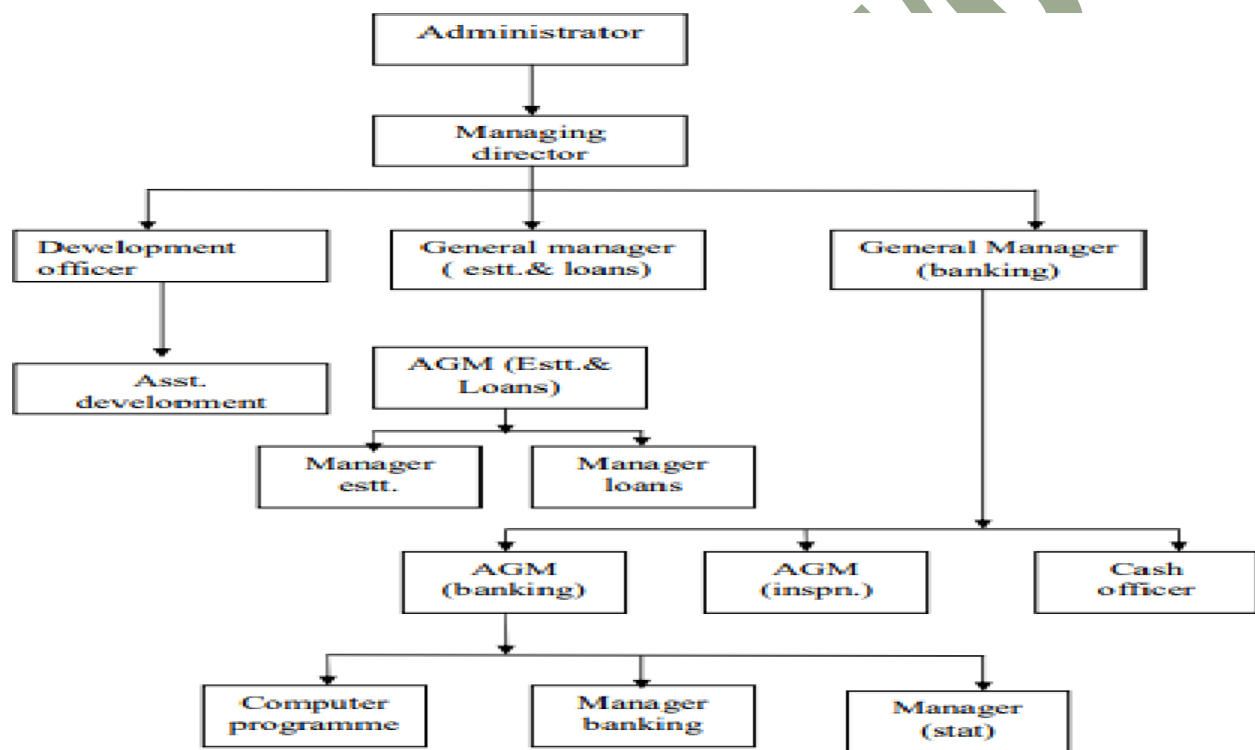 Administrator
Managing
director
Development
officer
General manager
( estt.& loans)
General Manager
(banking)
Asst.
development
AGM (Estt.&
Loans)
Manager
estt.
Manager
loans
AGM
(banking)
AGM
(inspn.)
Cash
officer
Computer
programme
Manager
banking
Manager
(stat)